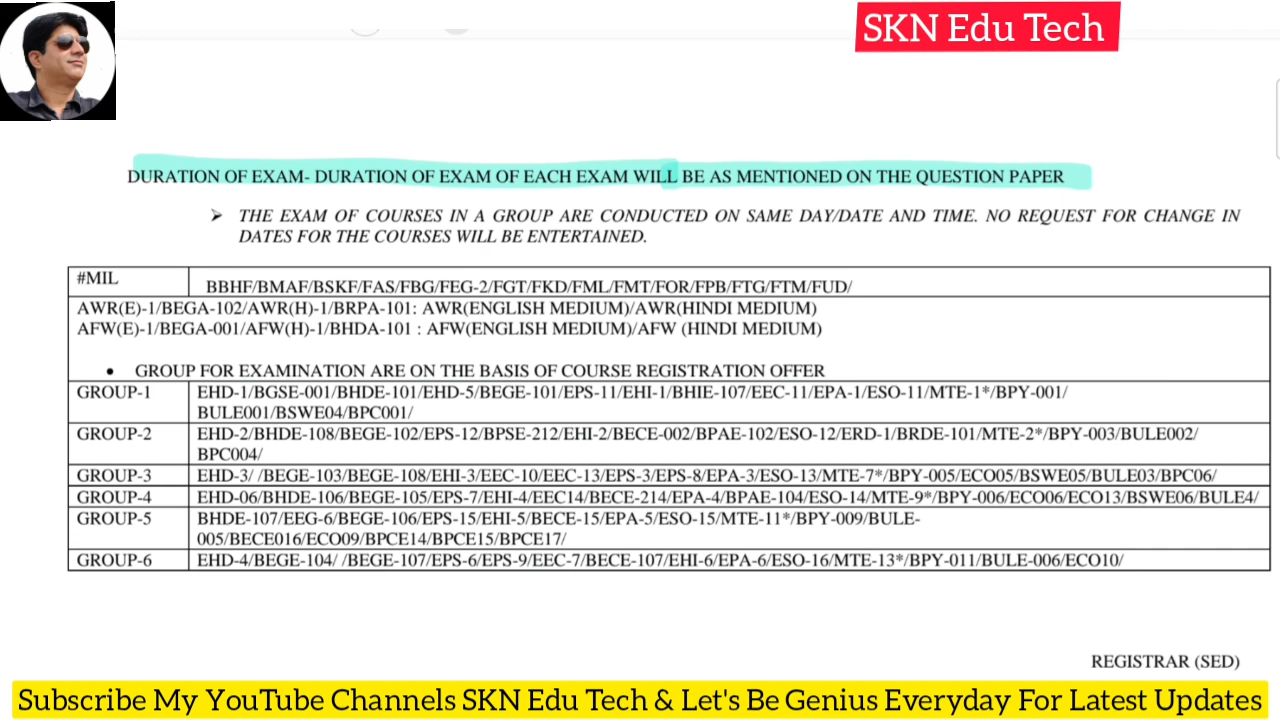 SKN Edu Tech
DURATION OF EXAM- DURATION OF EXAM OF EACH EXAM WILL BE AS MENTIONED ON THE QUESTION PAPER
➢ THE EXAM OF COURSES IN A GROUP ARE CONDUCTED ON SAME DAY/DATE AND TIME. NO REQUEST FOR CHANGE IN
DATES FOR THE COURSES WILL BE ENTERTAINED.
#MIL BBHF/BMAF/BSKF/FAS/FBG/FEG-2/FGT/FKD/FML/FMT/FOR/FPB/FTG/FTM/FUD/
AWR(E)-1/BEGA-102/AWR(H)-1/BRPA-101: AWR(ENGLISH MEDIUM)/AWR(HINDI MEDIUM)
AFW(E)-1/BEGA-001/AFW(H)-1/BHDA-101 : AFW(ENGLISH MEDIUM)/AFW (HINDI MEDIUM)
• GROUP FOR EXAMINATION ARE ON THE BASIS OF COURSE REGISTRATION OFFER
GROUP-1 EHD-1/BGSE-001/BHDE-101/EHD-5/BEGE-101/EPS-11/EHI-1/BHIE-107/EEC-11/EPA-1/ESO-11/MTE-1*/BPY-001/
BULE001/BSWE04/BPC001/
GROUP-2 EHD-2/BHDE-108/BEGE-102/EPS-12/BPSE-212/EHI-2/BECE-002/BPAE-102/ESO-12/ERD-1/BRDE-101/MTE-2*/BPY-003/BULE002/
BPC004/
GROUP-3 EHD-3/ /BEGE-103/BEGE-108/EHI-3/EEC-10/EEC-13/EPS-3/EPS-8/EPA-3/ESO-13/MTE-7*/BPY-005/ECO05/BSWE05/BULE03/BPC06/
GROUP-4 EHD-06/BHDE-106/BEGE-105/EPS-7/EHI-4/EEC14/BECE-214/EPA-4/BPAE-104/ESO-14/MTE-9*/BPY-006/ECO06/ECO13/BSWE06/BULE4/
GROUP-5 BHDE-107/EEG-6/BEGE-106/EPS-15/EHI-5/BECE-15/EPA-5/ESO-15/MTE-11*/BPY-009/BULE-
005/BECE016/ECO09/BPCE14/BPCE15/BPCE17/
GROUP-6 EHD-4/BEGE-104/ /BEGE-107/EPS-6/EPS-9/EEC-7/BECE-107/EHI-6/EPA-6/ESO-16/MTE-13*/BPY-011/BULE-006/ECO10/
REGISTRAR (SED)
Subscribe My YouTube Channels SKN Edu Tech & Let's Be Genius Everyday For Latest Updates